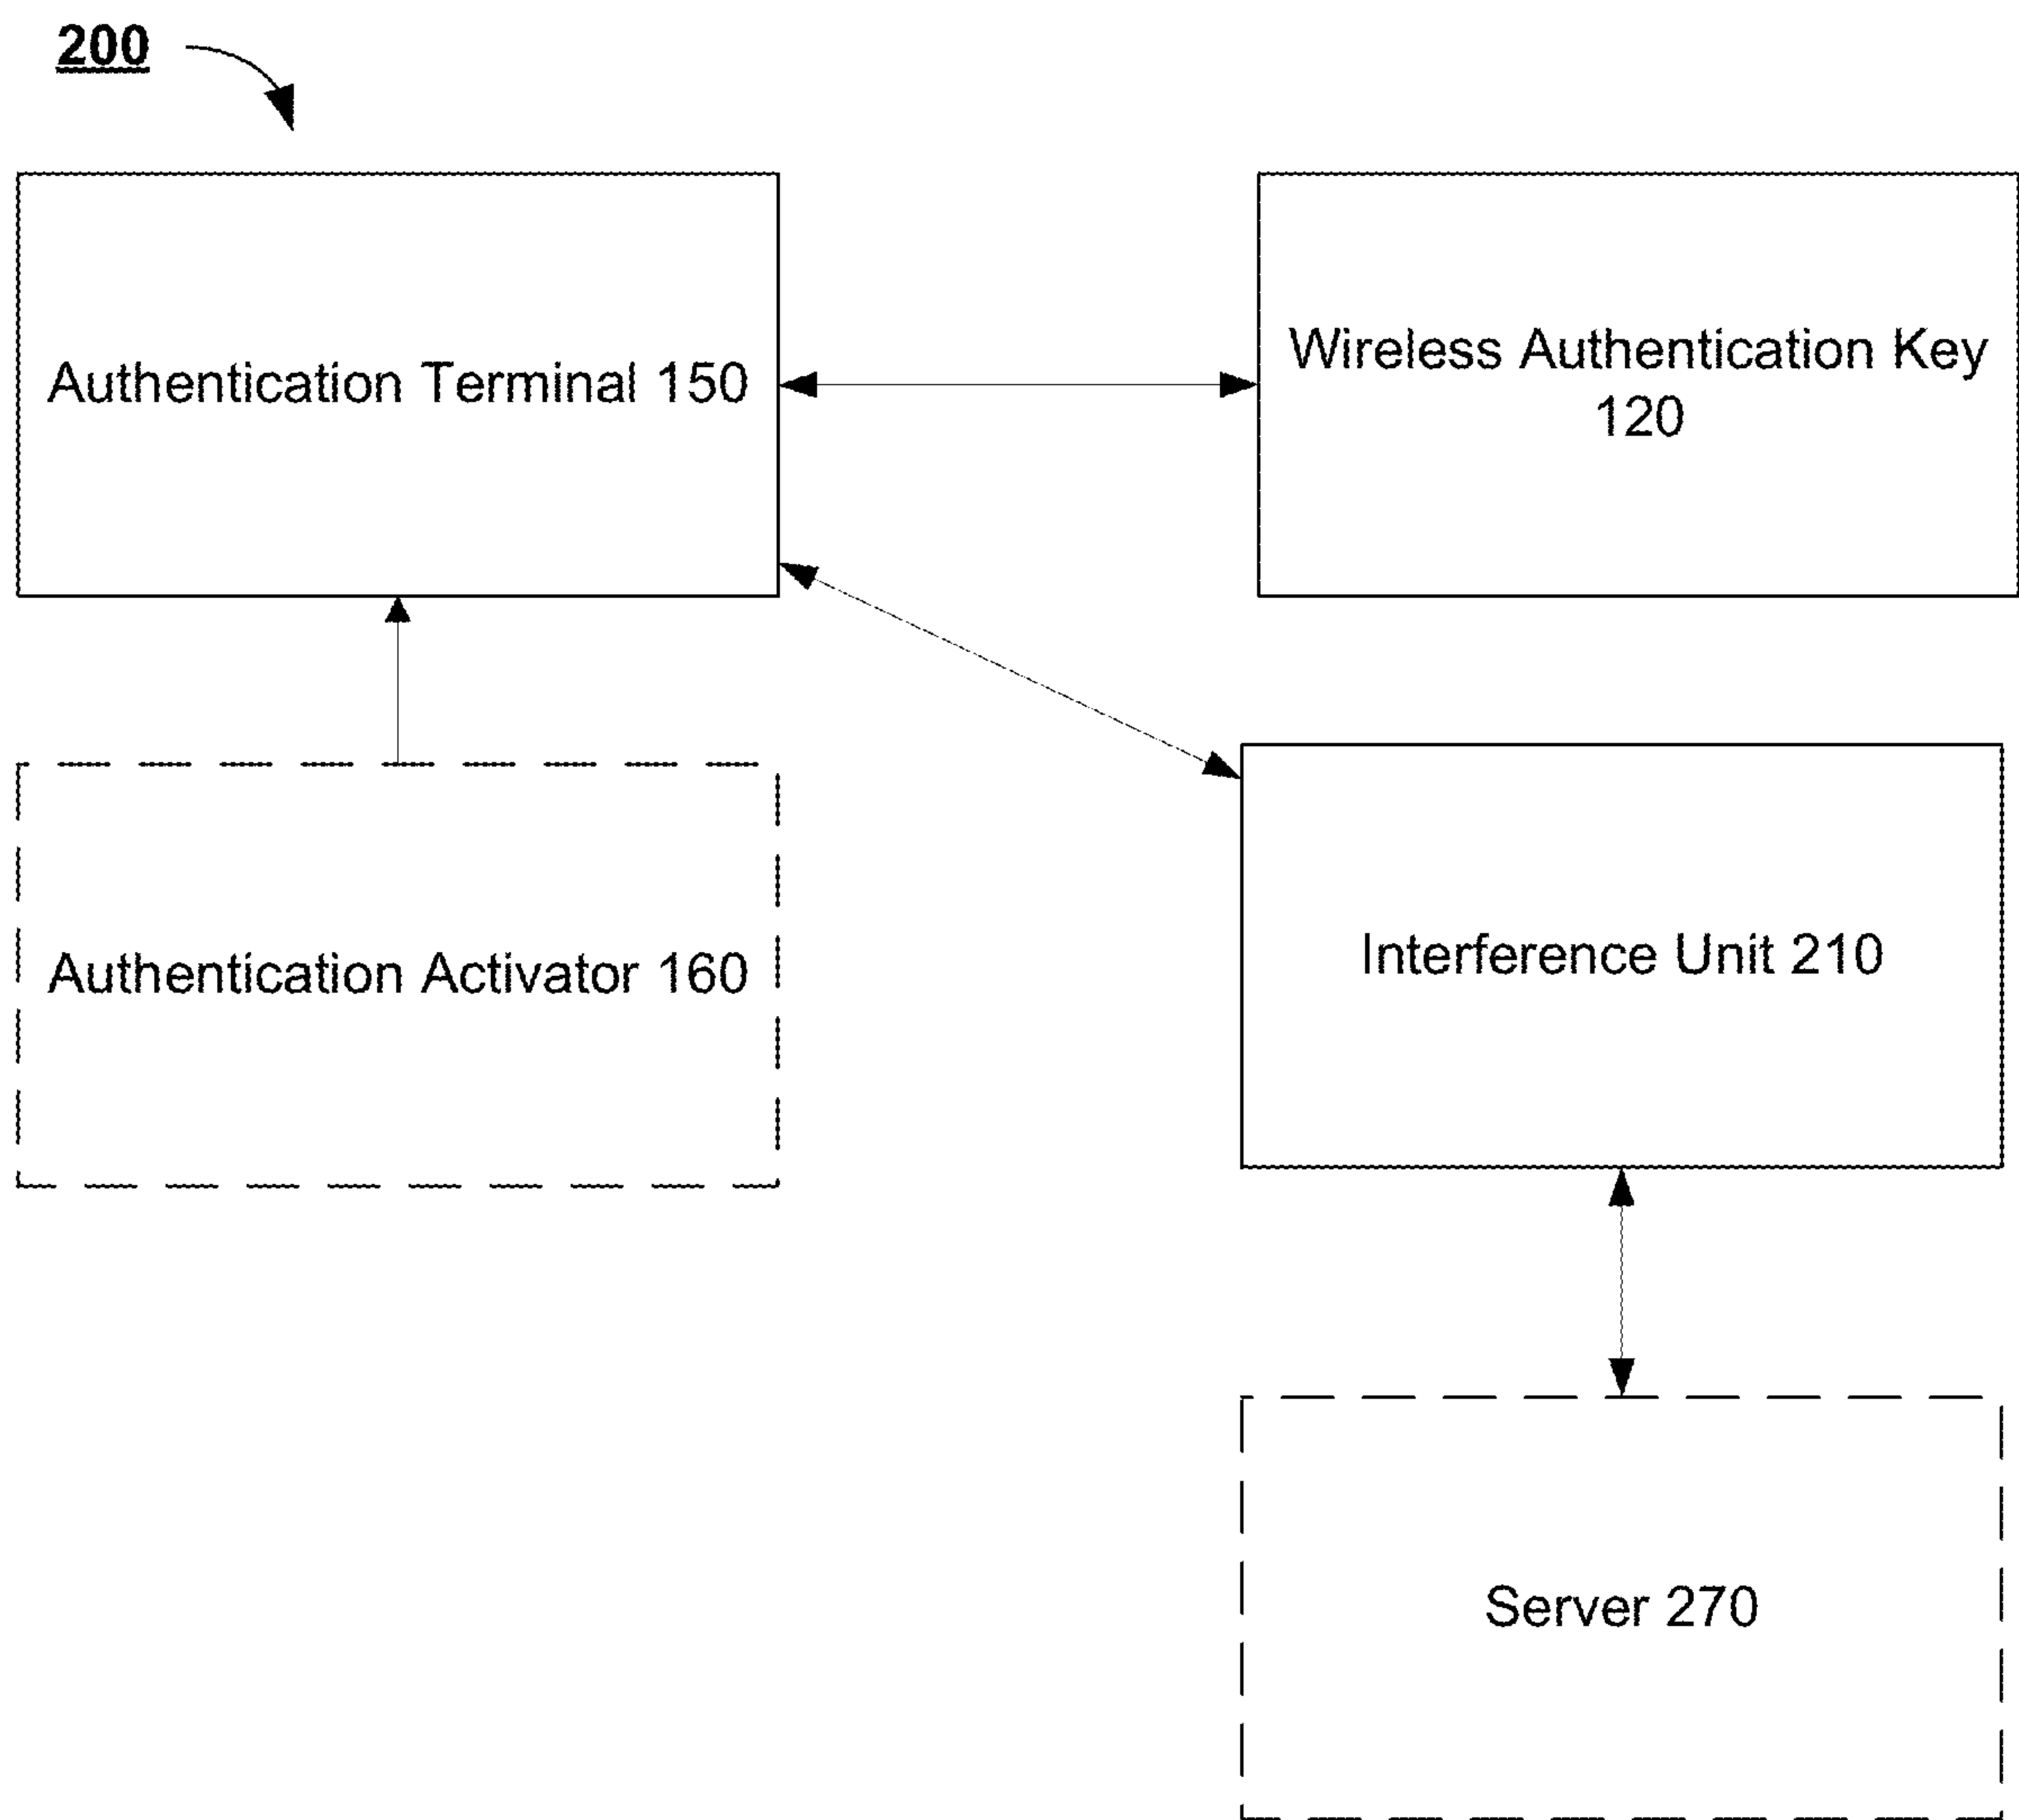 200
Authentication Terminal 150
Wireless Authentication Key
120
Authentication Activator 160
Interference Unit 210
Server 270